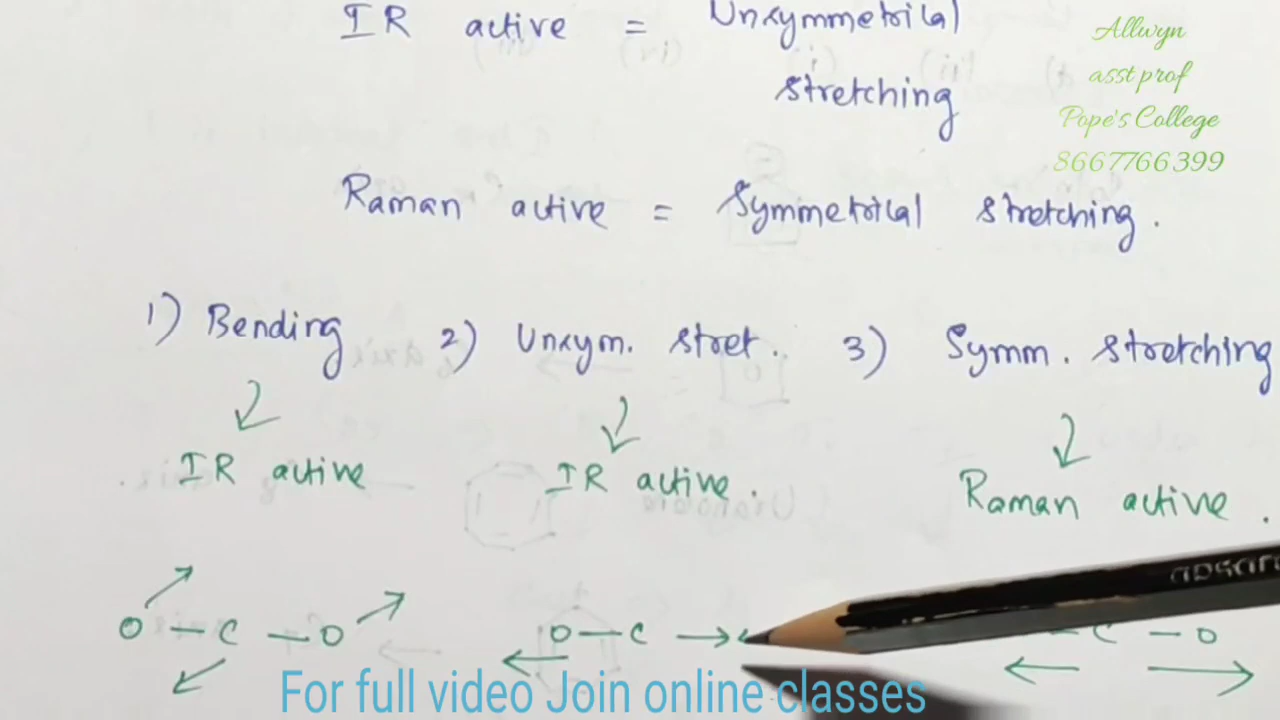 IR active = Unsymmetrical
stretching
Raman active = Symmetrical stretching.
1) Bending 2) Unsym. stret. 3) Symm. stretching
IR active IR active. Raman active.
O — C — O O — C C — O
Allwyn
asst prof
Pope's College
8667766399
apsara
For full video Join online classes